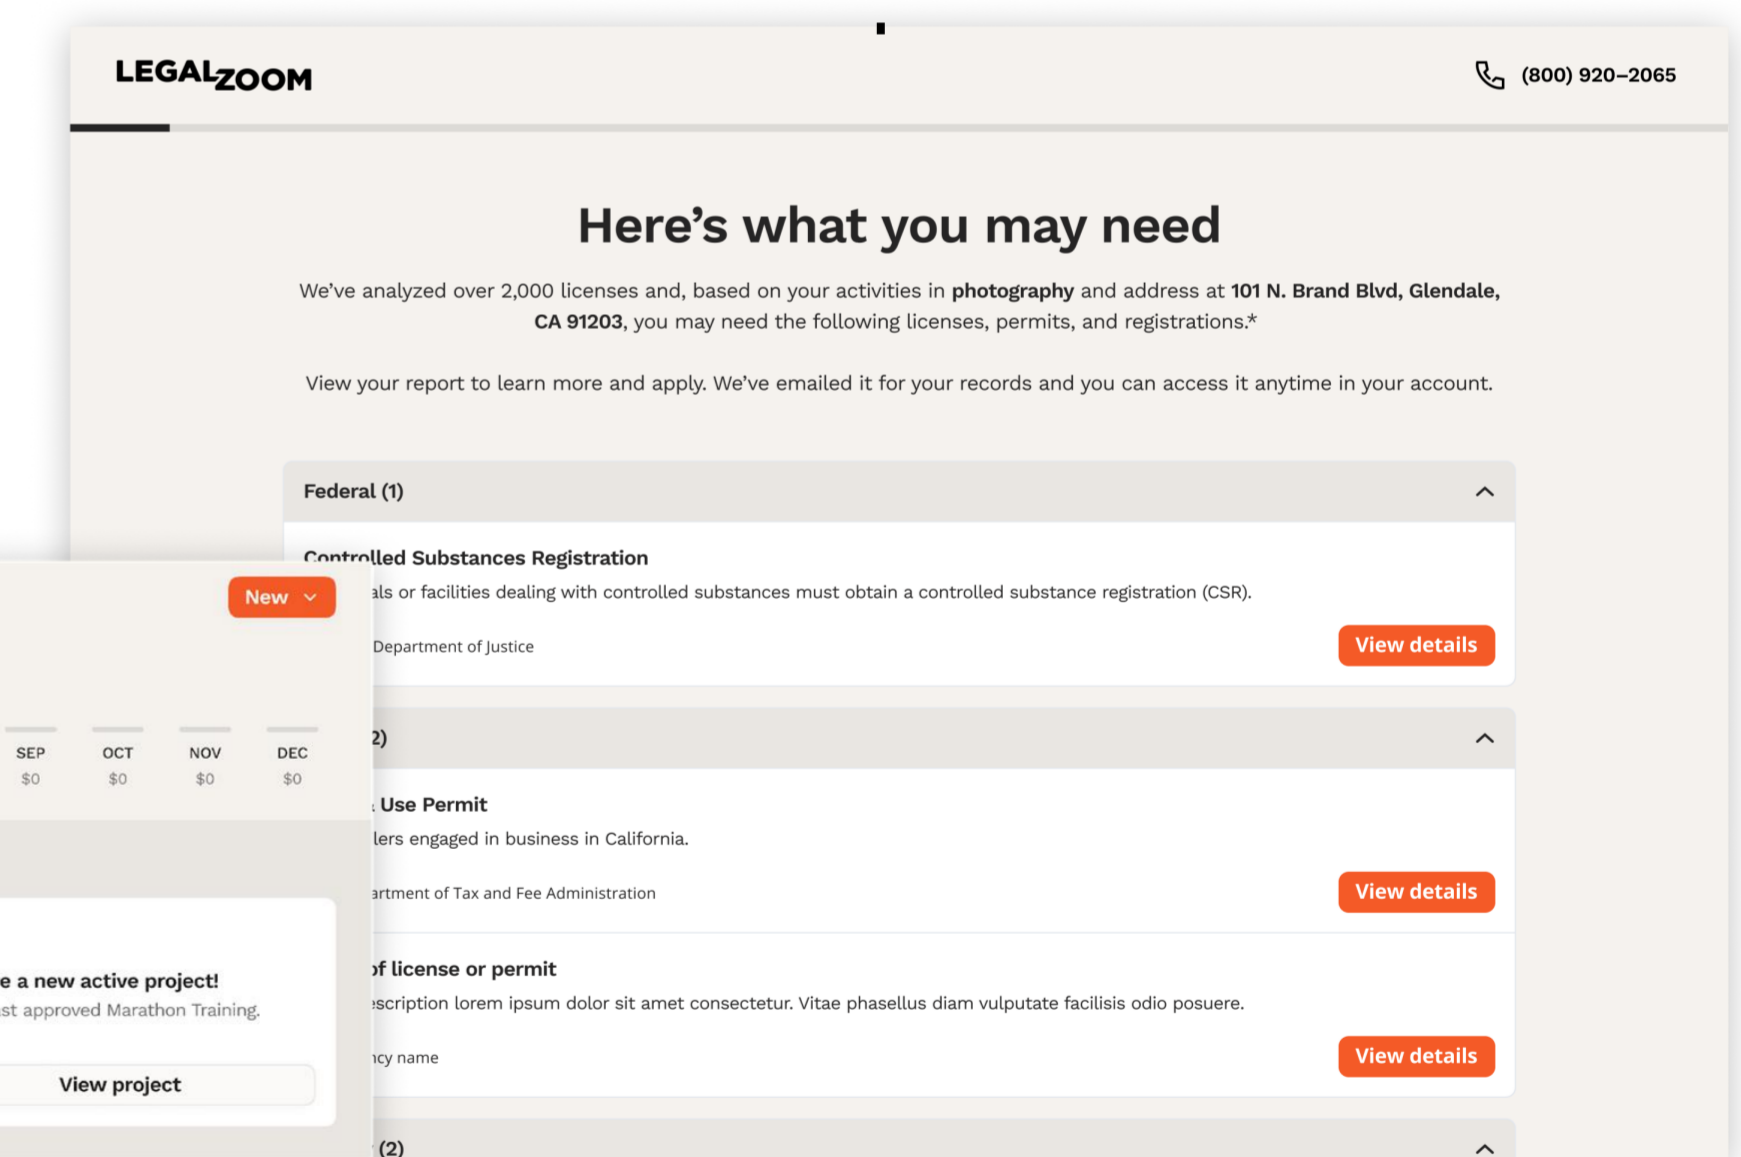 LEGALZOOM
(800) 920–2065
Here’s what you may need
We’ve analyzed over 2,000 licenses and, based on your activities in photography and address at 101 N. Brand Blvd, Glendale,
CA 91203, you may need the following licenses, permits, and registrations.*
View your report to learn more and apply. We’ve emailed it for your records and you can access it anytime in your account.
Federal (1)
Controlled Substances Registration
or facilities dealing with controlled substances must obtain a controlled substance registration (CSR).
Department of Justice
View details
Use Permit
engaged in business in California.
of Tax and Fee Administration
View details
of license or permit
lorem ipsum dolor sit amet consectetur. Vitae phasellus diam vulputate facilisis odio posuere.
name
View details
(2)
New
SEP OCT NOV DEC
$0 $0 $0 $0
a new active project!
approved Marathon Training.
View project